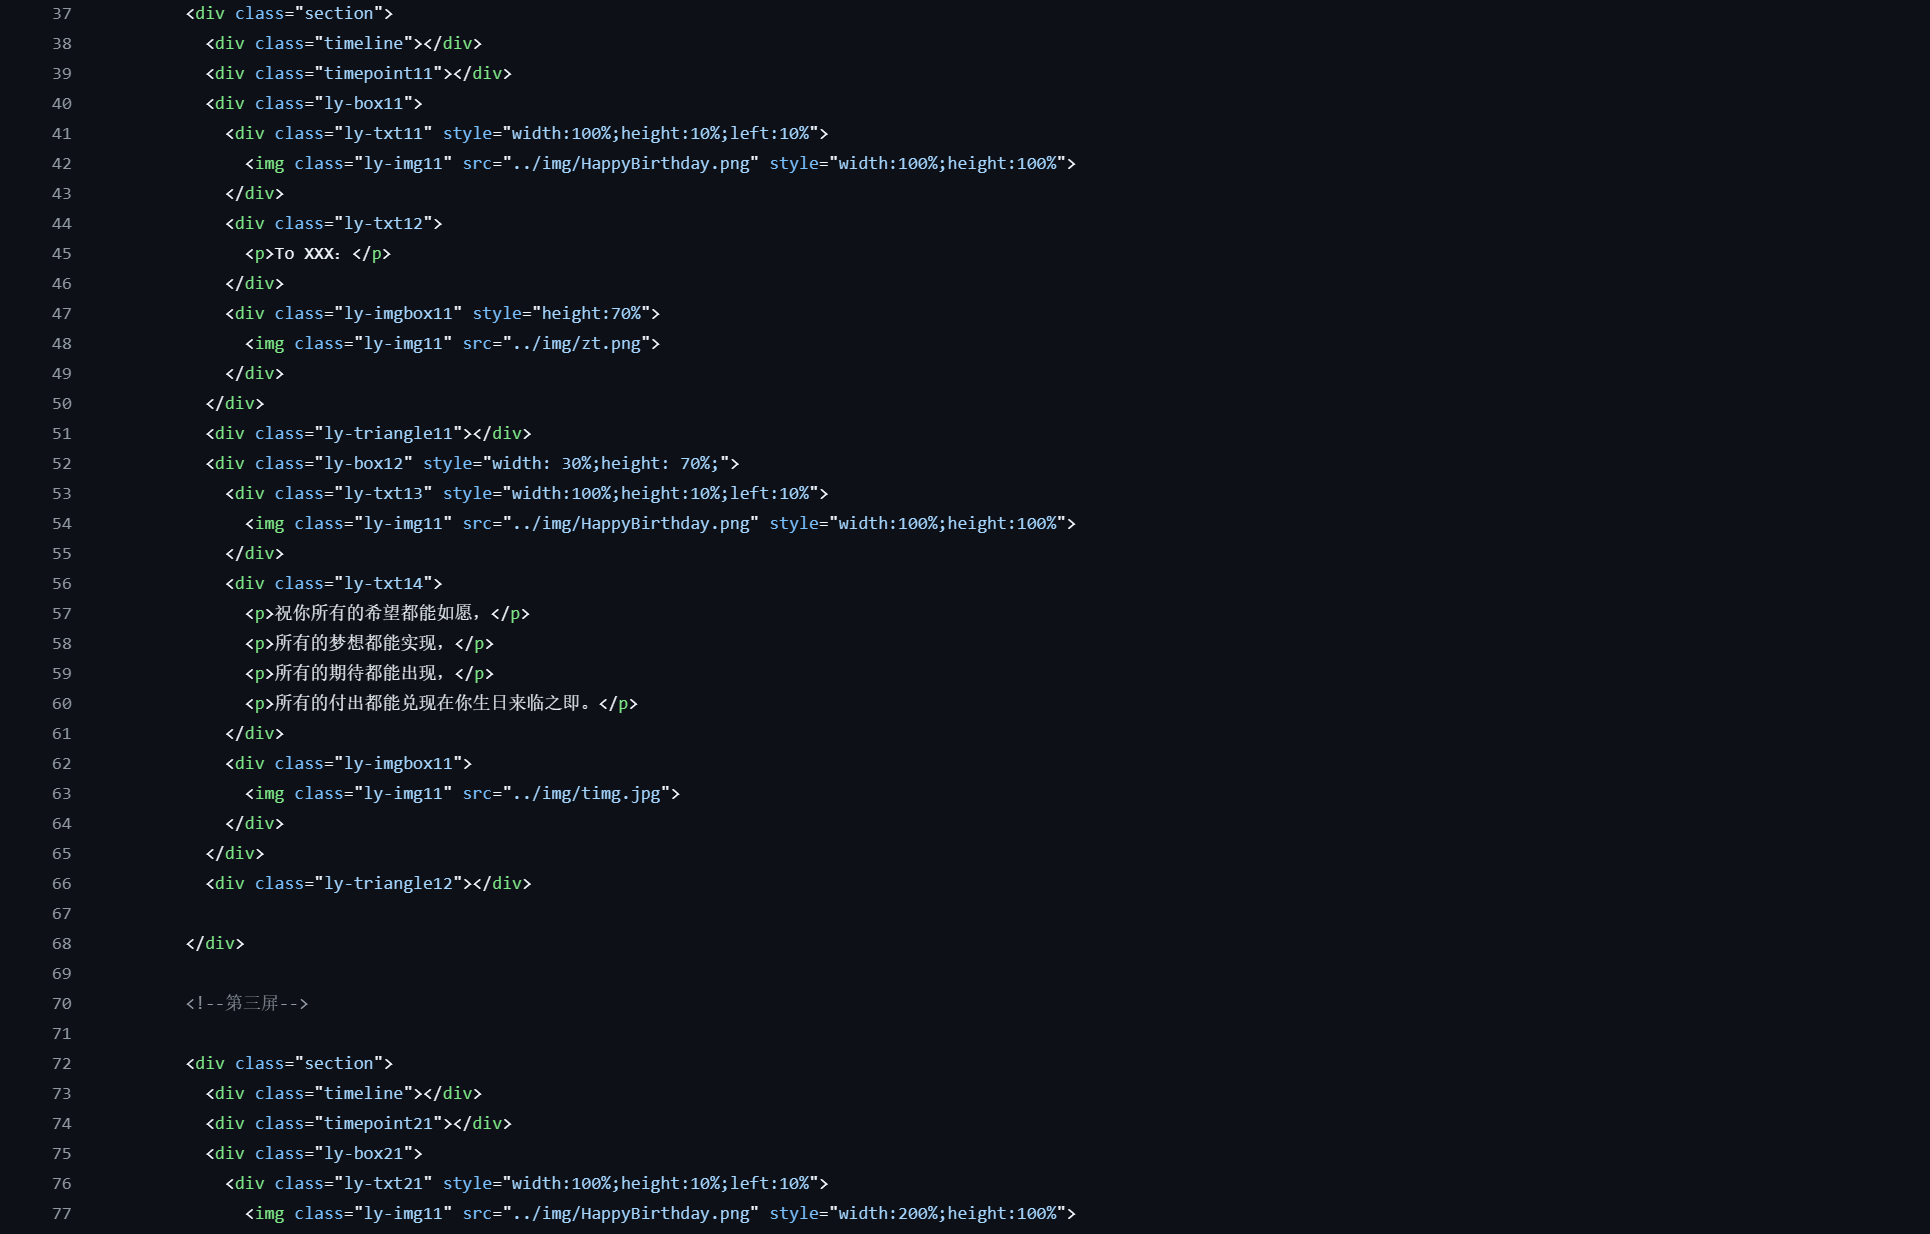 37 <div class="section">
38 <div class="timeline"></div>
39 <div class="timepoint11"></div>
40 <div class="ly-box11">
41 <div class="ly-txt11" style="width:100%;height:10%;left:10%">
42 <img class="ly-img11" src="../img/HappyBirthday.png" style="width:100%;height:100%">
43 </div>
44 <div class="ly-txt12">
45 <p>To XXX：</p>
46 </div>
47 <div class="ly-imgbox11" style="height:70%">
48 <img class="ly-img11" src="../img/zt.png">
49 </div>
50 </div>
51 <div class="ly-triangle11"></div>
52 <div class="ly-box12" style="width: 30%;height: 70%;">
53 <div class="ly-txt13" style="width:100%;height:10%;left:10%">
54 <img class="ly-img11" src="../img/HappyBirthday.png" style="width:100%;height:100%">
55 </div>
56 <div class="ly-txt14">
57 <p>祝你所有的希望都能如愿，</p>
58 <p>所有的梦想都能实现，</p>
59 <p>所有的期待都能出现，</p>
60 <p>所有的付出都能兑现在你生日来临之即。</p>
61 </div>
62 <div class="ly-imgbox11">
63 <img class="ly-img11" src="../img/timg.jpg">
64 </div>
65 </div>
66 <div class="ly-triangle12"></div>
67
68 </div>
69
70 <!--第三屏-->
71
72 <div class="section">
73 <div class="timeline"></div>
74 <div class="timepoint21"></div>
75 <div class="ly-box21">
76 <div class="ly-txt21" style="width:100%;height:10%;left:10%">
77 <img class="ly-img11" src="../img/HappyBirthday.png" style="width:200%;height:100%">